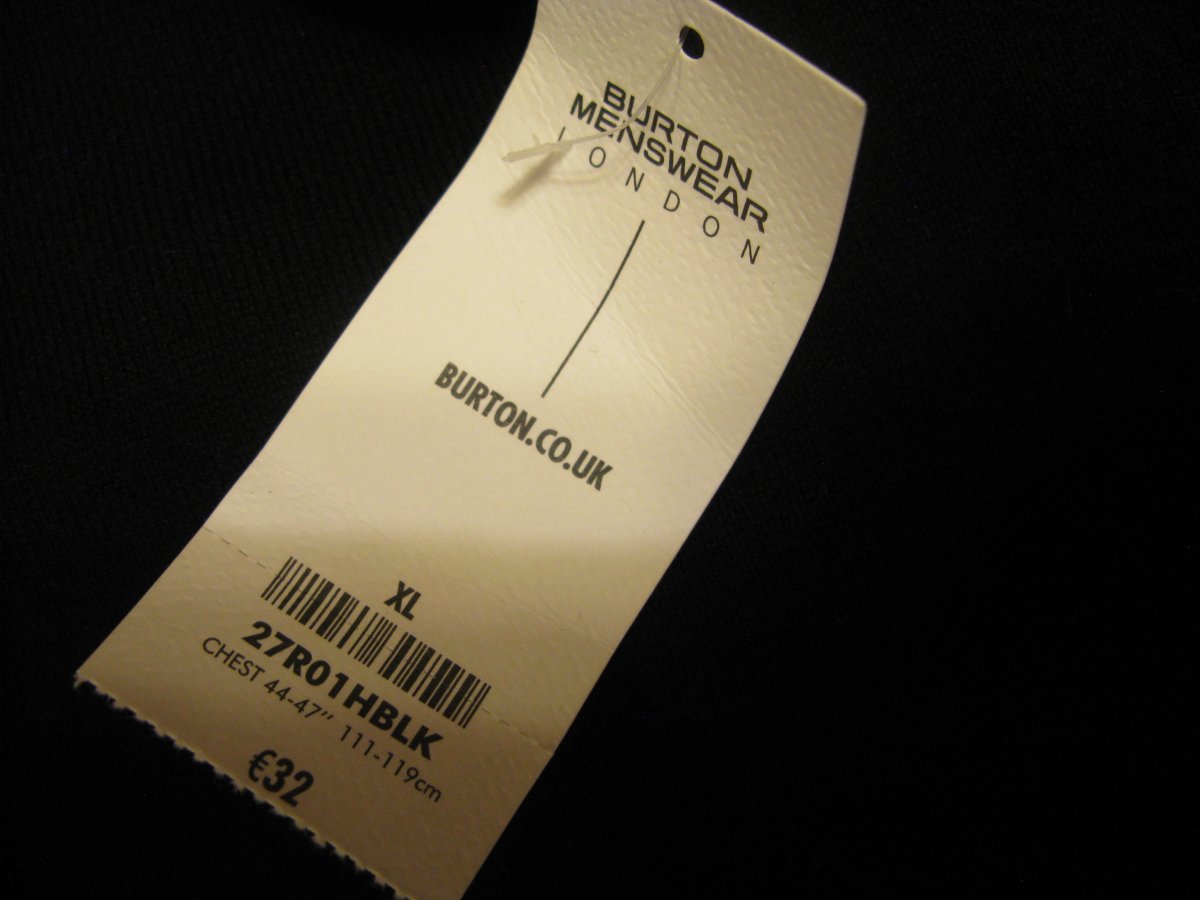 BURTON
MENSWEAR
LONDON
BURTON.CO.UK
XL
27R01HBLK
CHEST 44-47" 111-119cm
€32